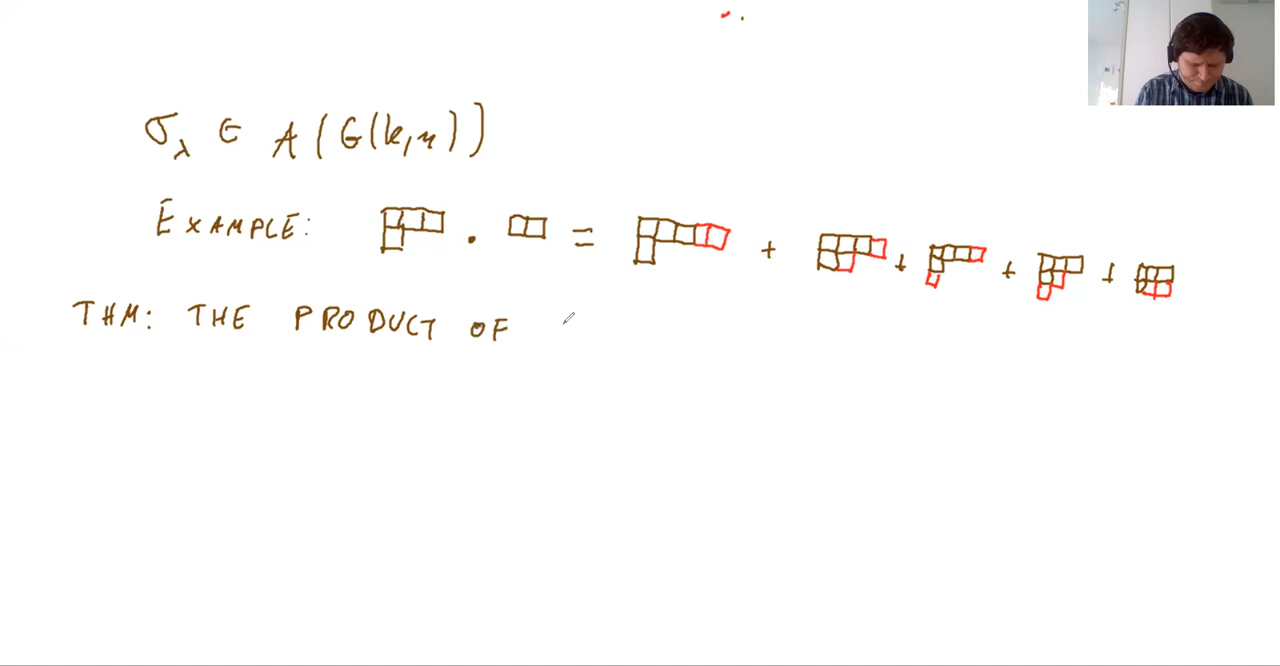 σ_λ ∈ A(G(k,n))
EXAMPLE: · = + + + +
THM: THE PRODUCT OF